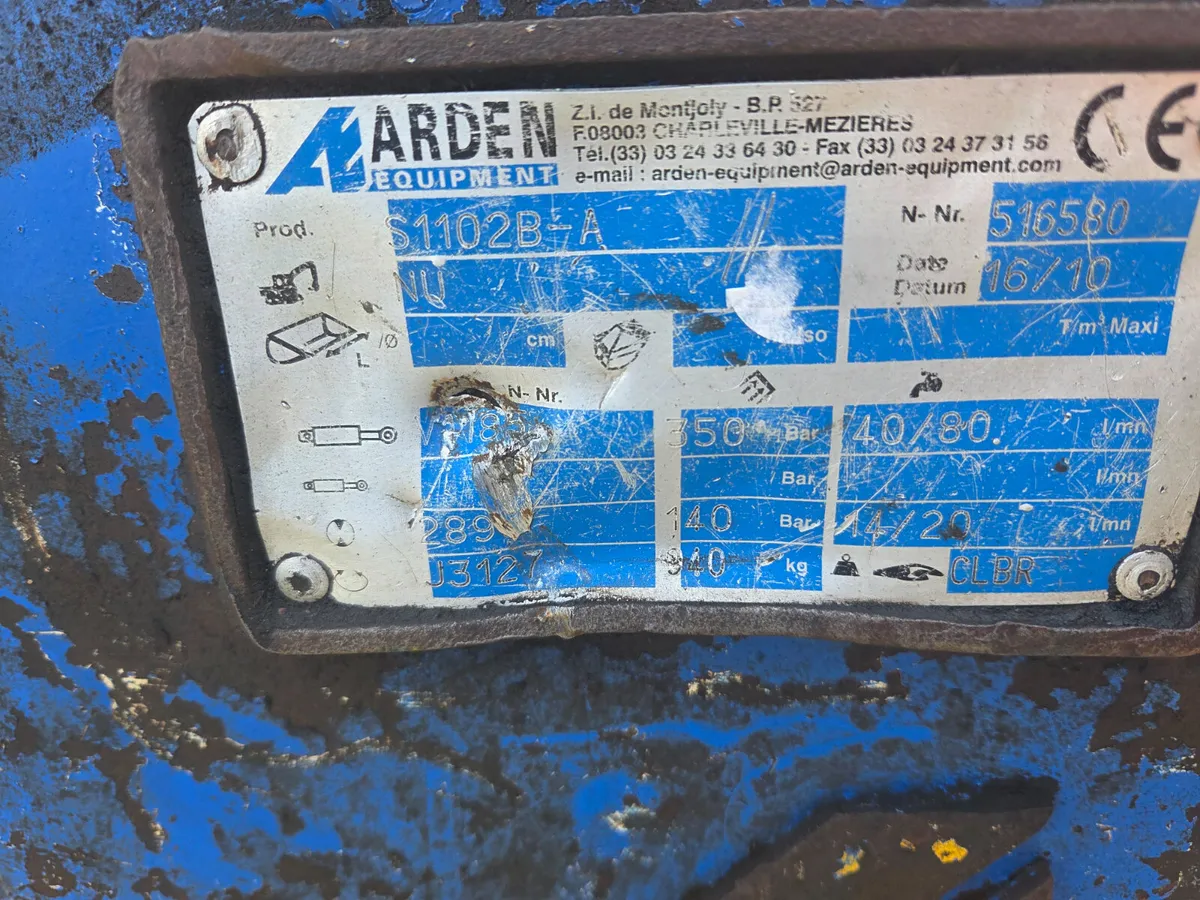 ARDEN
EQUIPMENT
Z.I. de Montjoly - B.P. 527
F.08003 CHARLEVILLE-MEZIERES
Tél.(33) 03 24 33 64 30 - Fax (33) 03 24 37 31 56
e-mail : arden-equipment@arden-equipment.com
CE
Prod. S1102B-A N- Nr. 516580
NU Date Datum 16/10
/Ø L cm T/m³ Maxi
N- Nr.
350 Bar 40/80 l/mn
Bar l/mn
140 Bar 14/20 l/mn
J3127 kg CLBR